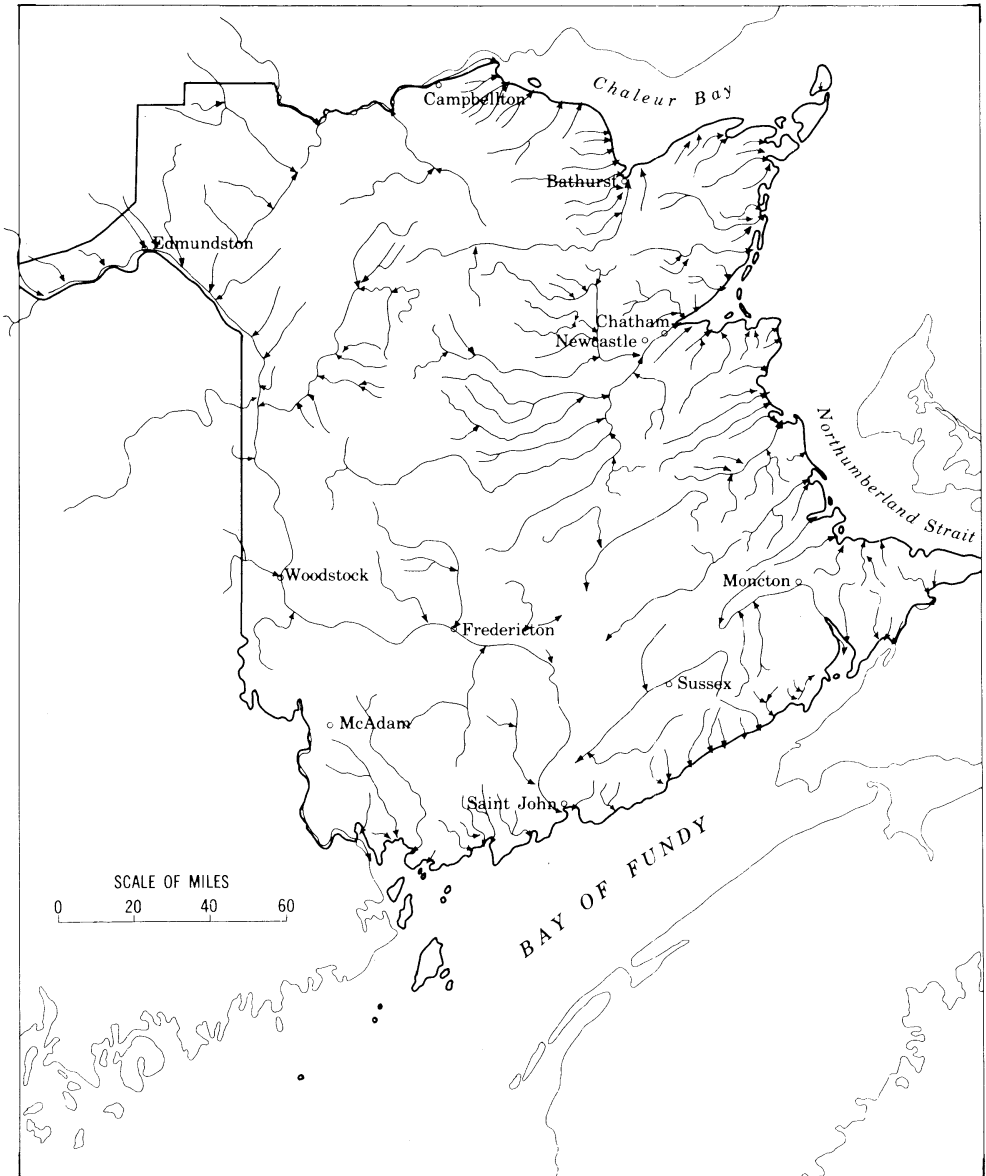 Chaleur Bay
Campbellton
Bathurst
Edmundston
Chatham
Newcastle
Northumberland Strait
Woodstock
Moncton
Fredericton
Sussex
McAdam
Saint John
BAY OF FUNDY
SCALE OF MILES
0 20 40 60